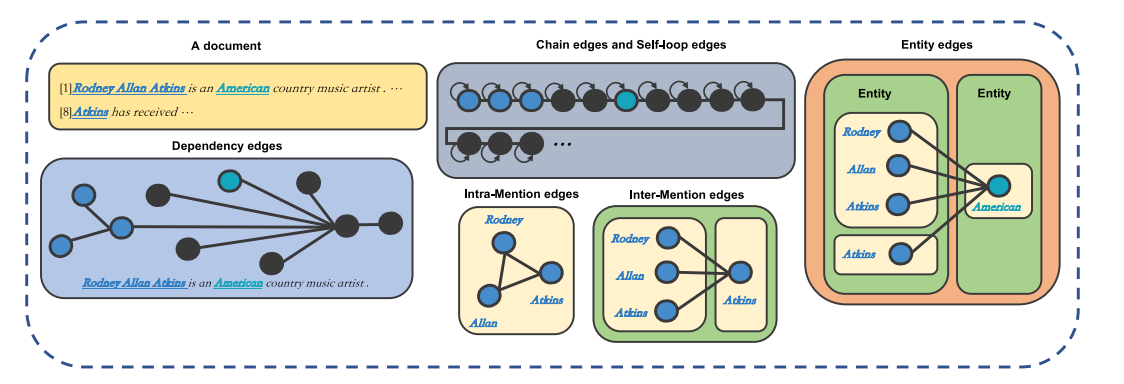 A document
[1]Rodney Allan Atkins is an American country music artist . ...
[8]Atkins has received ...
Dependency edges
Rodney Allan Atkins is an American country music artist .
Chain edges and Self-loop edges
...
Intra-Mention edges
Rodney
Atkins
Allan
Inter-Mention edges
Rodney
Allan
Atkins
Atkins
Entity edges
Entity
Entity
Rodney
Allan
Atkins
American
Atkins